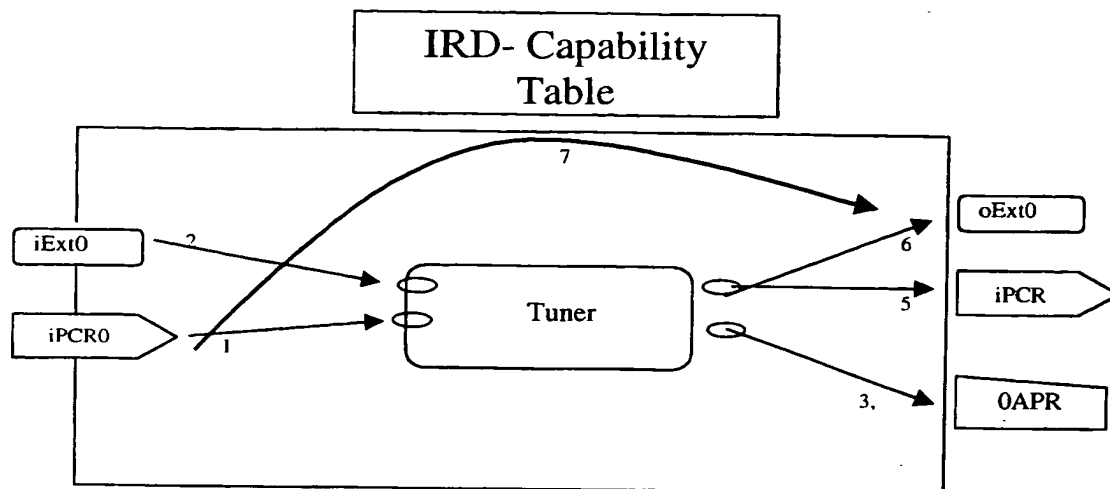 IRD- Capability
Table
7
iExt0
2
oExt0
6
Tuner
iPCR
5
iPCR0
1
3,
0APR